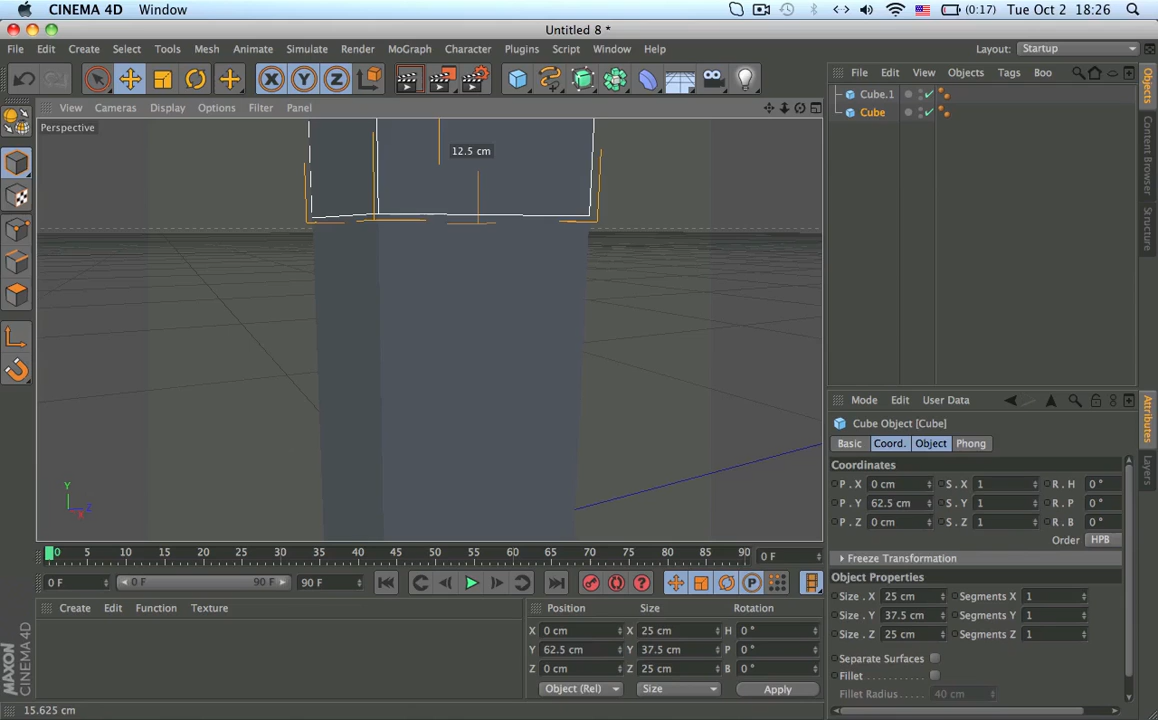 CINEMA 4D Window (0:17) Tue Oct 2 18:26
Untitled 8 *
File Edit Create Select Tools Mesh Animate Simulate Render MoGraph Character Plugins Script Window Help Layout: Startup
X Y Z
File Edit View Objects Tags Boo
View Cameras Display Options Filter Panel
Perspective
12.5 cm
Y
Z
X
Cube.1
Cube
Objects
Content Browser
Structure
Mode Edit User Data
Cube Object [Cube]
Basic Coord. Object Phong
Coordinates
P . X 0 cm S . X 1 R . H 0 °
P . Y 62.5 cm S . Y 1 R . P 0 °
P . Z 0 cm S . Z 1 R . B 0 °
Order HPB
Freeze Transformation
Object Properties
Size . X 25 cm Segments X 1
Size . Y 37.5 cm Segments Y 1
Size . Z 25 cm Segments Z 1
Separate Surfaces
Fillet
Fillet Radius 40 cm
Attributes
Layers
0 5 10 15 20 25 30 35 40 45 50 55 60 65 70 75 80 85 90 0 F
0 F 0 F 90 F 90 F
Create Edit Function Texture
Position Size Rotation
X 0 cm X 25 cm H 0 °
Y 62.5 cm Y 37.5 cm P 0 °
Z 0 cm Z 25 cm B 0 °
Object (Rel) Size Apply
MAXON
CINEMA 4D
15.625 cm